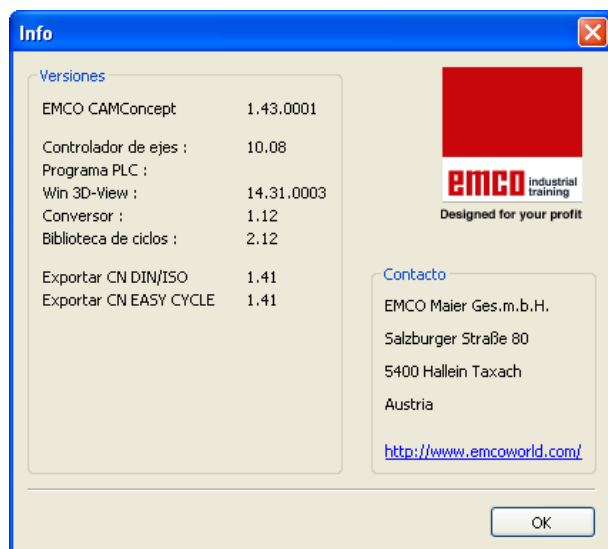 Info
Versiones
EMCO CAMConcept 1.43.0001
Controlador de ejes : 10.08
Programa PLC :
Win 3D-View : 14.31.0003
Conversor : 1.12
Biblioteca de ciclos : 2.12
Exportar CN DIN/ISO 1.41
Exportar CN EASY CYCLE 1.41
emco industrial training
Designed for your profit
Contacto
EMCO Maier Ges.m.b.H.
Salzburger Straße 80
5400 Hallein Taxach
Austria
http://www.emcoworld.com/
OK